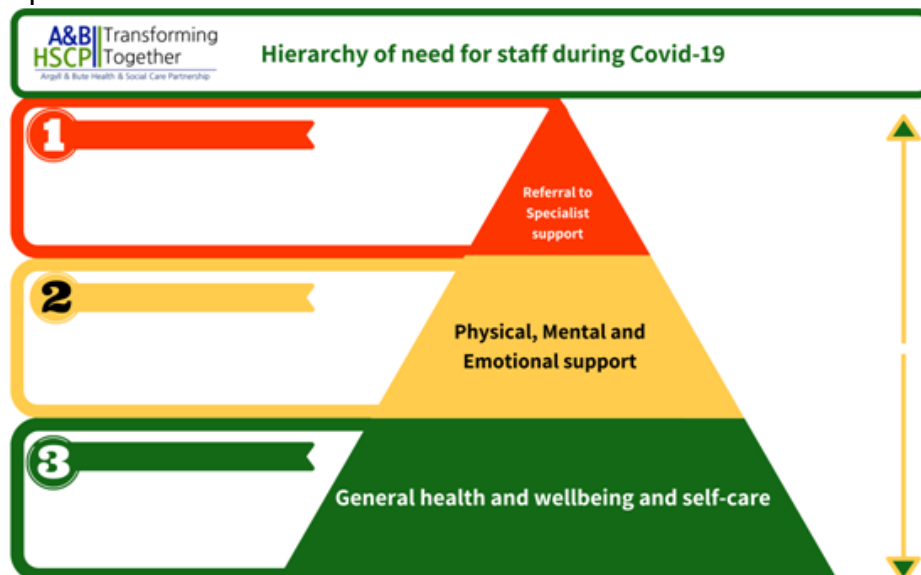 A&B Transforming
HSCP Together
Argyll & Bute Health & Social Care Partnership
Hierarchy of need for staff during Covid-19
1
Referral to
Specialist
support
2
Physical, Mental and
Emotional support
3
General health and wellbeing and self-care